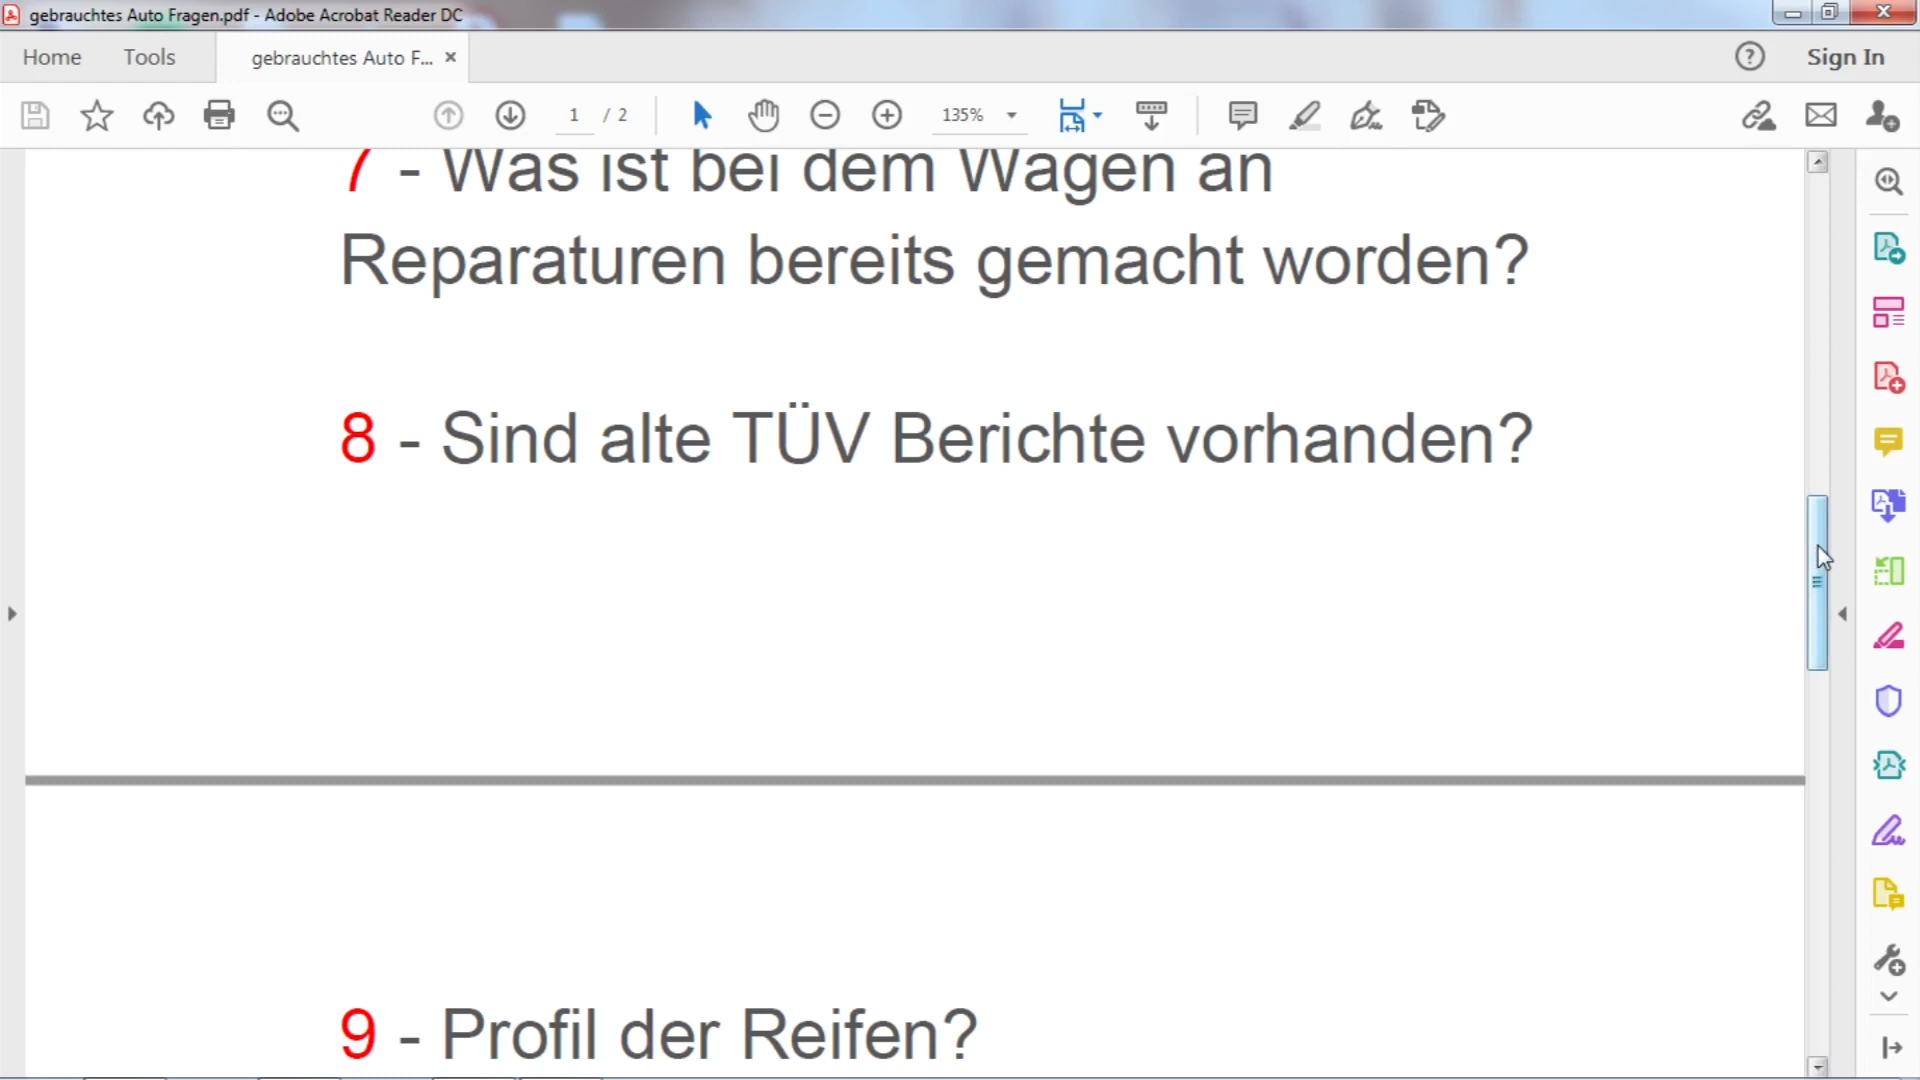 gebrauchtes Auto Fragen.pdf - Adobe Acrobat Reader DC
Home Tools gebrauchtes Auto F... Sign In
1 / 2 135%
7 - Was ist bei dem Wagen an
Reparaturen bereits gemacht worden?
8 - Sind alte TÜV Berichte vorhanden?
9 - Profil der Reifen?